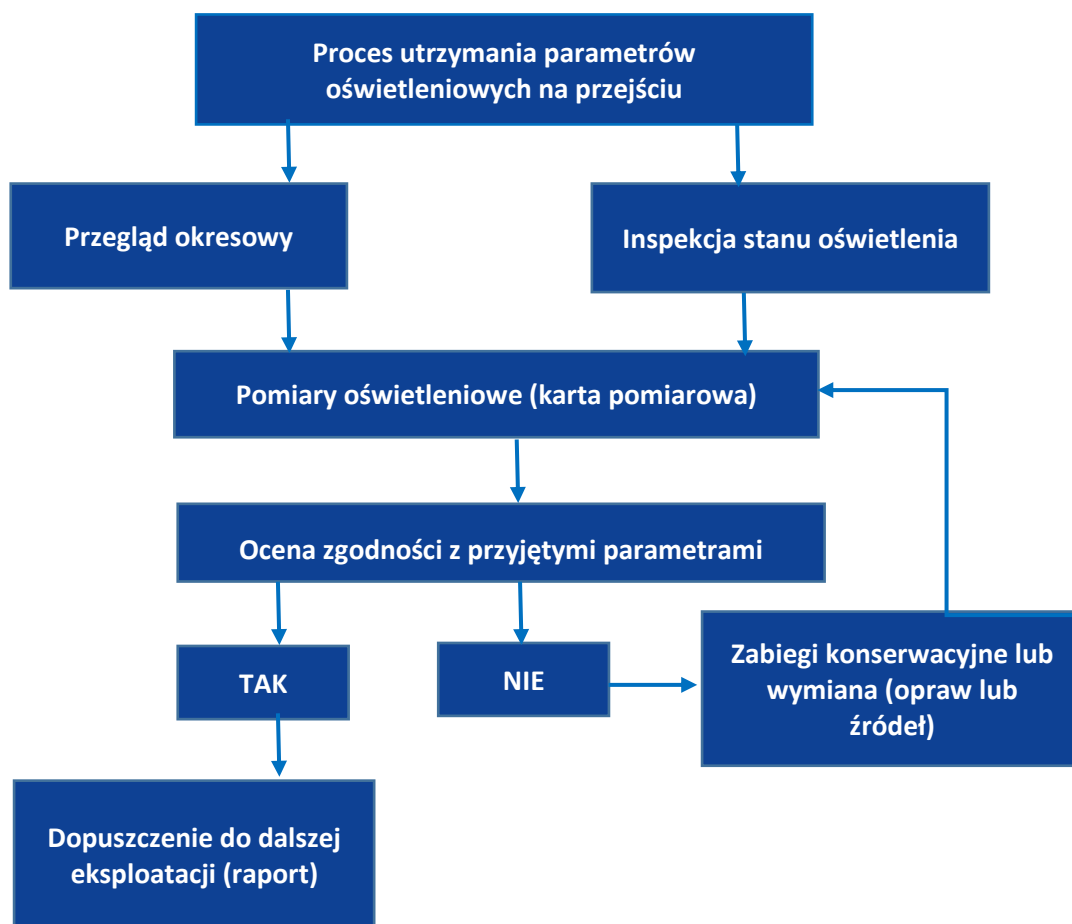 Proces utrzymania parametrów
oświetleniowych na przejściu
Przegląd okresowy
Inspekcja stanu oświetlenia
Pomiary oświetleniowe (karta pomiarowa)
Ocena zgodności z przyjętymi parametrami
TAK
NIE
Zabiegi konserwacyjne lub
wymiana (opraw lub
źródeł)
Dopuszczenie do dalszej
eksploatacji (raport)